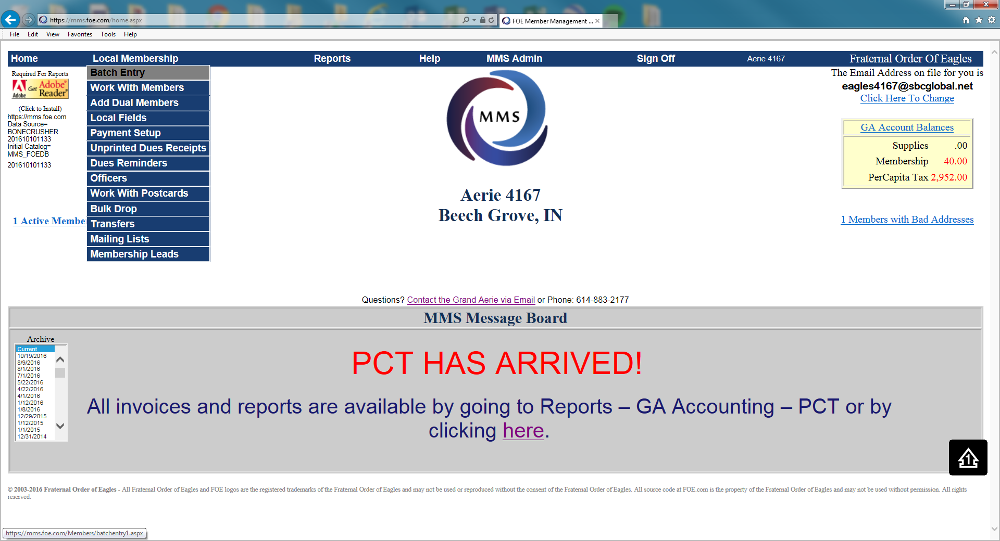 https://mms.foe.com/home.aspx
FOE Member Management ...
File Edit View Favorites Tools Help
Home Local Membership Reports Help MMS Admin Sign Off Aerie 4167 Fraternal Order Of Eagles
Required For Reports
Adobe Get Adobe Reader
(Click to Install)
https://mms.foe.com
Data Source=
BONECRUSHER
201610101133
Initial Catalog=
MMS_FOEDB
201610101133
1 Active Member
Batch Entry
Work With Members
Add Dual Members
Local Fields
Payment Setup
Unprinted Dues Receipts
Dues Reminders
Officers
Work With Postcards
Bulk Drop
Transfers
Mailing Lists
Membership Leads
MMS
Aerie 4167
Beech Grove, IN
The Email Address on file for you is
eagles4167@sbcglobal.net
Click Here To Change
GA Account Balances
Supplies .00
Membership 40.00
PerCapita Tax 2,952.00
1 Members with Bad Addresses
Questions? Contact the Grand Aerie via Email or Phone: 614-883-2177
MMS Message Board
Archive
Current
10/19/2016
8/9/2016
8/1/2016
7/1/2016
5/22/2016
4/22/2016
4/1/2016
1/12/2016
1/8/2016
12/29/2015
1/12/2015
1/1/2015
12/31/2014
PCT HAS ARRIVED!
All invoices and reports are available by going to Reports – GA Accounting – PCT or by
clicking here.
1
© 2003-2016 Fraternal Order of Eagles - All Fraternal Order of Eagles and FOE logos are the registered trademarks of the Fraternal Order of Eagles and may not be used or reproduced without the consent of the Fraternal Order of Eagles. All source code at FOE.com is the property of the Fraternal Order of Eagles and may not be used without permission. All rights
reserved.
https://mms.foe.com/Members/batchentry1.aspx